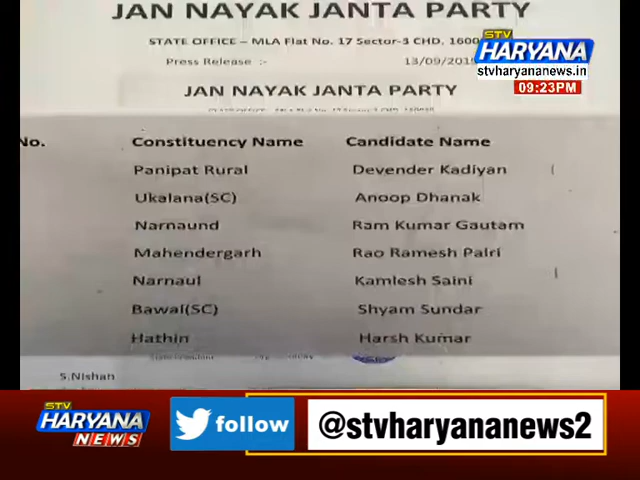 JAN NAYAK JANTA PARTY
STATE OFFICE – MLA Flat No. 17 Sector-3 CHD.
Press Release :- 13/09/2019
JAN NAYAK JANTA PARTY
No. Constituency Name Candidate Name
Panipat Rural Devender Kadiyan
Ukalana(SC) Anoop Dhanak
Narnaund Ram Kumar Gautam
Mahendergarh Rao Ramesh Palri
Narnaul Kamlesh Saini
Bawal(SC) Shyam Sundar
Hathin Harsh Kumar
S.Nishan
STV
HARYANA
stvharyananews.in
09:23PM
STV
HARYANA
NEWS
follow
@stvharyananews2